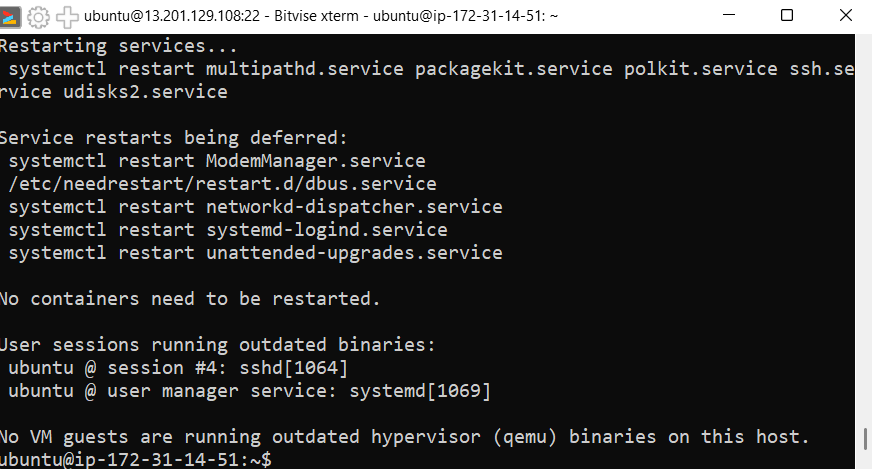 ubuntu@13.201.129.108:22 - Bitvise xterm - ubuntu@ip-172-31-14-51: ~
Restarting services...
 systemctl restart multipathd.service packagekit.service polkit.service ssh.se
rvice udisks2.service

Service restarts being deferred:
 systemctl restart ModemManager.service
 /etc/needrestart/restart.d/dbus.service
 systemctl restart networkd-dispatcher.service
 systemctl restart systemd-logind.service
 systemctl restart unattended-upgrades.service

No containers need to be restarted.

User sessions running outdated binaries:
 ubuntu @ session #4: sshd[1064]
 ubuntu @ user manager service: systemd[1069]

No VM guests are running outdated hypervisor (qemu) binaries on this host.
ubuntu@ip-172-31-14-51:~$